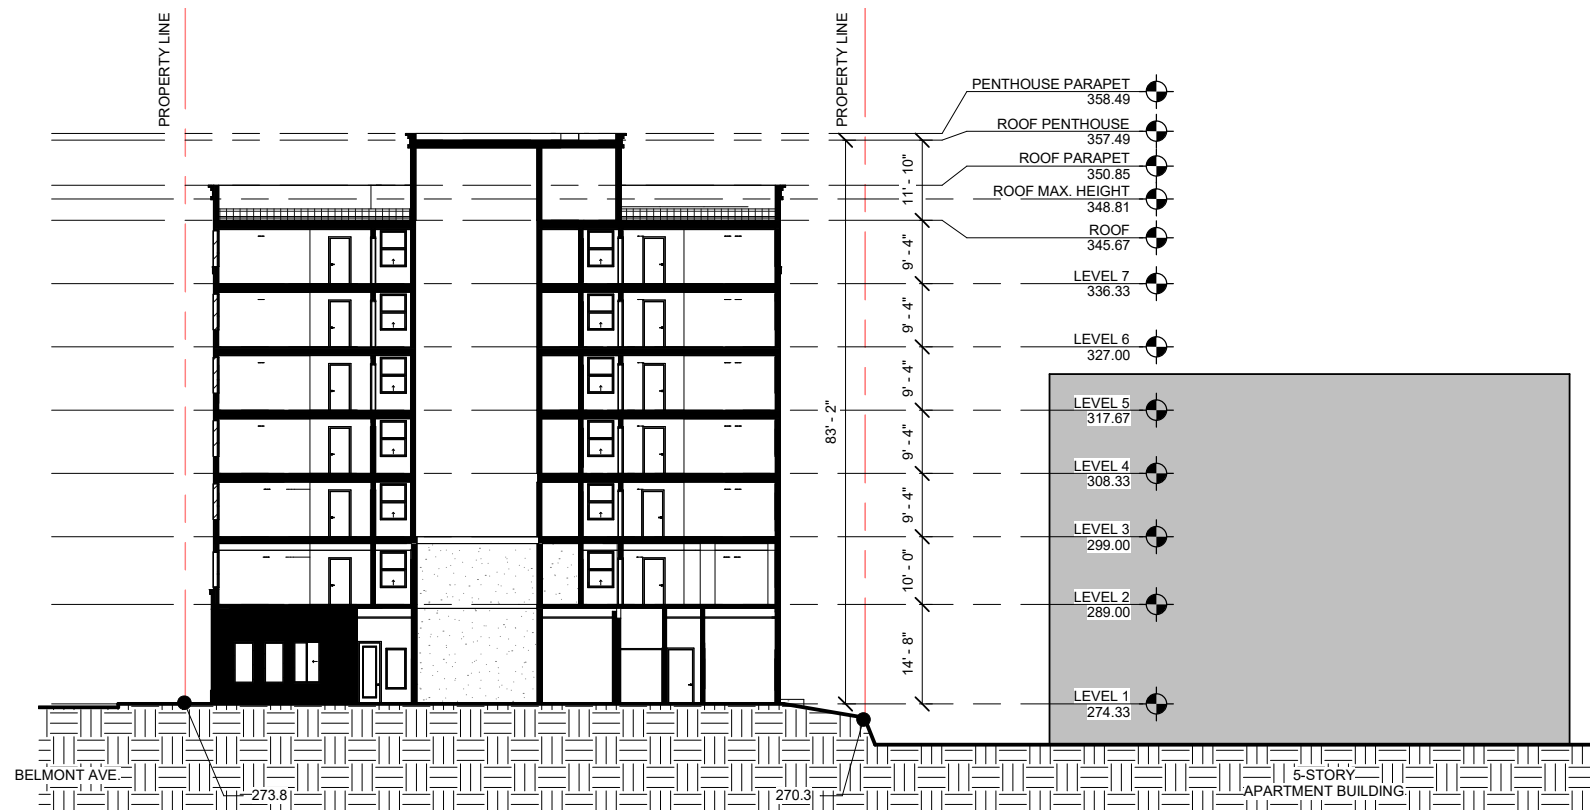 PROPERTY LINE
PROPERTY LINE
PENTHOUSE PARAPET
358.49
ROOF PENTHOUSE
357.49
ROOF PARAPET
350.85
ROOF MAX. HEIGHT
348.81
ROOF
345.67
LEVEL 7
336.33
LEVEL 6
327.00
LEVEL 5
317.67
LEVEL 4
308.33
LEVEL 3
299.00
LEVEL 2
289.00
LEVEL 1
274.33
11' - 10"
9' - 4"
9' - 4"
9' - 4"
9' - 4"
9' - 4"
10' - 0"
14' - 8"
83' - 2"
BELMONT AVE.
273.8
270.3
5-STORY
APARTMENT BUILDING